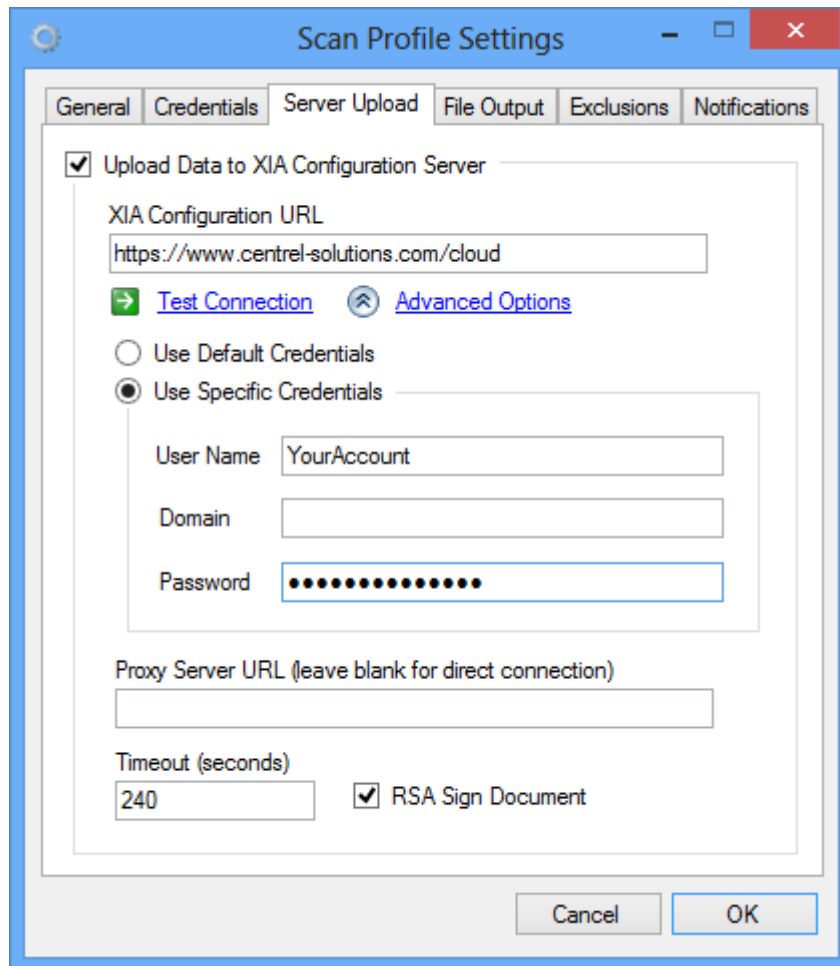 Scan Profile Settings
General Credentials Server Upload File Output Exclusions Notifications
Upload Data to XIA Configuration Server
XIA Configuration URL
https://www.centrel-solutions.com/cloud
Test Connection Advanced Options
Use Default Credentials
Use Specific Credentials
User Name YourAccount
Domain
Password ●●●●●●●●●●●●●●
Proxy Server URL (leave blank for direct connection)
Timeout (seconds)
240 RSA Sign Document
Cancel OK